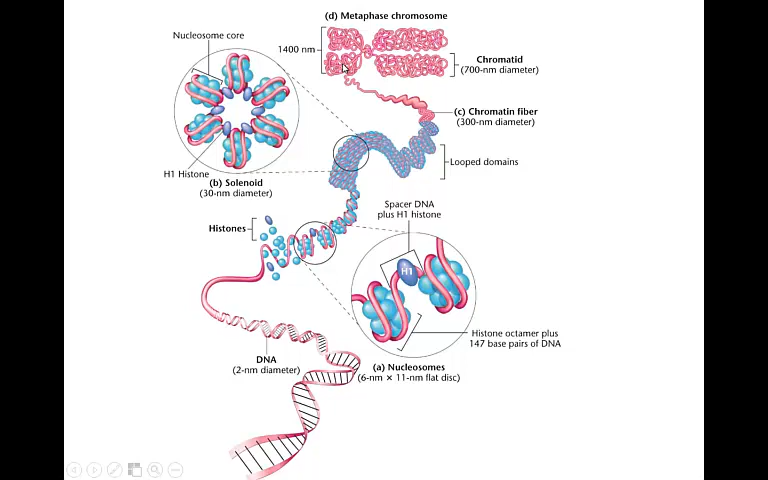 (d) Metaphase chromosome
Nucleosome core
1400 nm
Chromatid
(700-nm diameter)
(c) Chromatin fiber
(300-nm diameter)
Looped domains
H1 Histone
(b) Solenoid
(30-nm diameter)
Spacer DNA
plus H1 histone
Histones
H1
Histone octamer plus
147 base pairs of DNA
DNA
(2-nm diameter)
(a) Nucleosomes
(6-nm × 11-nm flat disc)